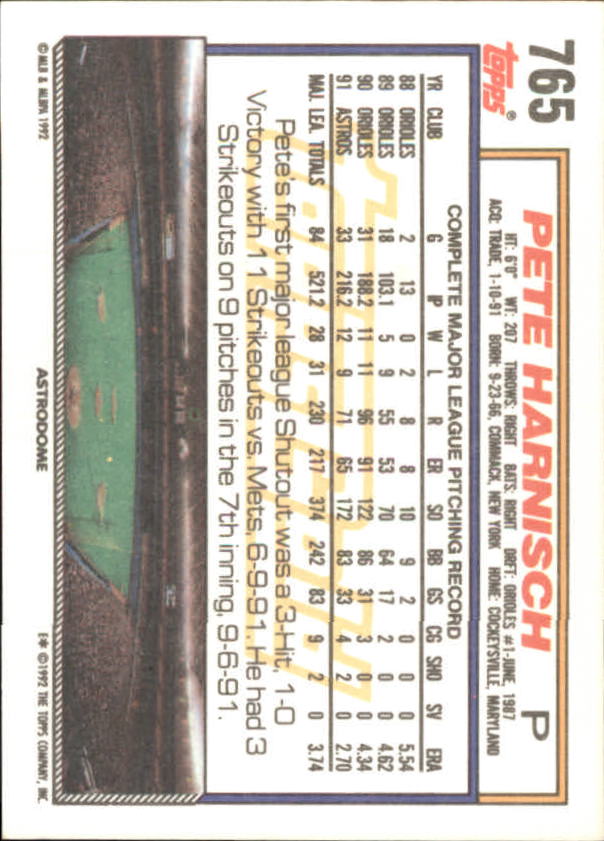 765
topps®
PETE HARNISCH P
HT: 6'0" WT: 207 THROWS: RIGHT BATS: RIGHT DRFT: ORIOLES #1-JUNE, 1987
ACQ: TRADE, 1-10-91 BORN: 9-23-66, COMMACK, NEW YORK HOME: COCKEYSVILLE, MARYLAND
COMPLETE MAJOR LEAGUE PITCHING RECORD
YR CLUB G IP W L R ER SO BB GS CG SHO SV ERA
88 ORIOLES 2 13 0 2 8 8 10 9 2 0 0 0 5.54
89 ORIOLES 18 103.1 5 9 55 53 70 64 17 2 0 0 4.62
90 ORIOLES 31 188.2 11 11 96 91 122 86 31 3 0 0 4.34
91 ASTROS 33 216.2 12 9 71 65 172 83 33 4 2 0 2.70
MAJ. LEA. TOTALS 84 521.2 28 31 230 217 374 242 83 9 2 0 3.74
Pete's first major league Shutout was a 3-Hit, 1-0
Victory with 11 Strikeouts vs. Mets, 6-9-91. He had 3
Strikeouts on 9 pitches in the 7th inning, 9-6-91.
© MLB & MLBPA 1992
ASTRODOME
E* © 1992 THE TOPPS COMPANY, INC.